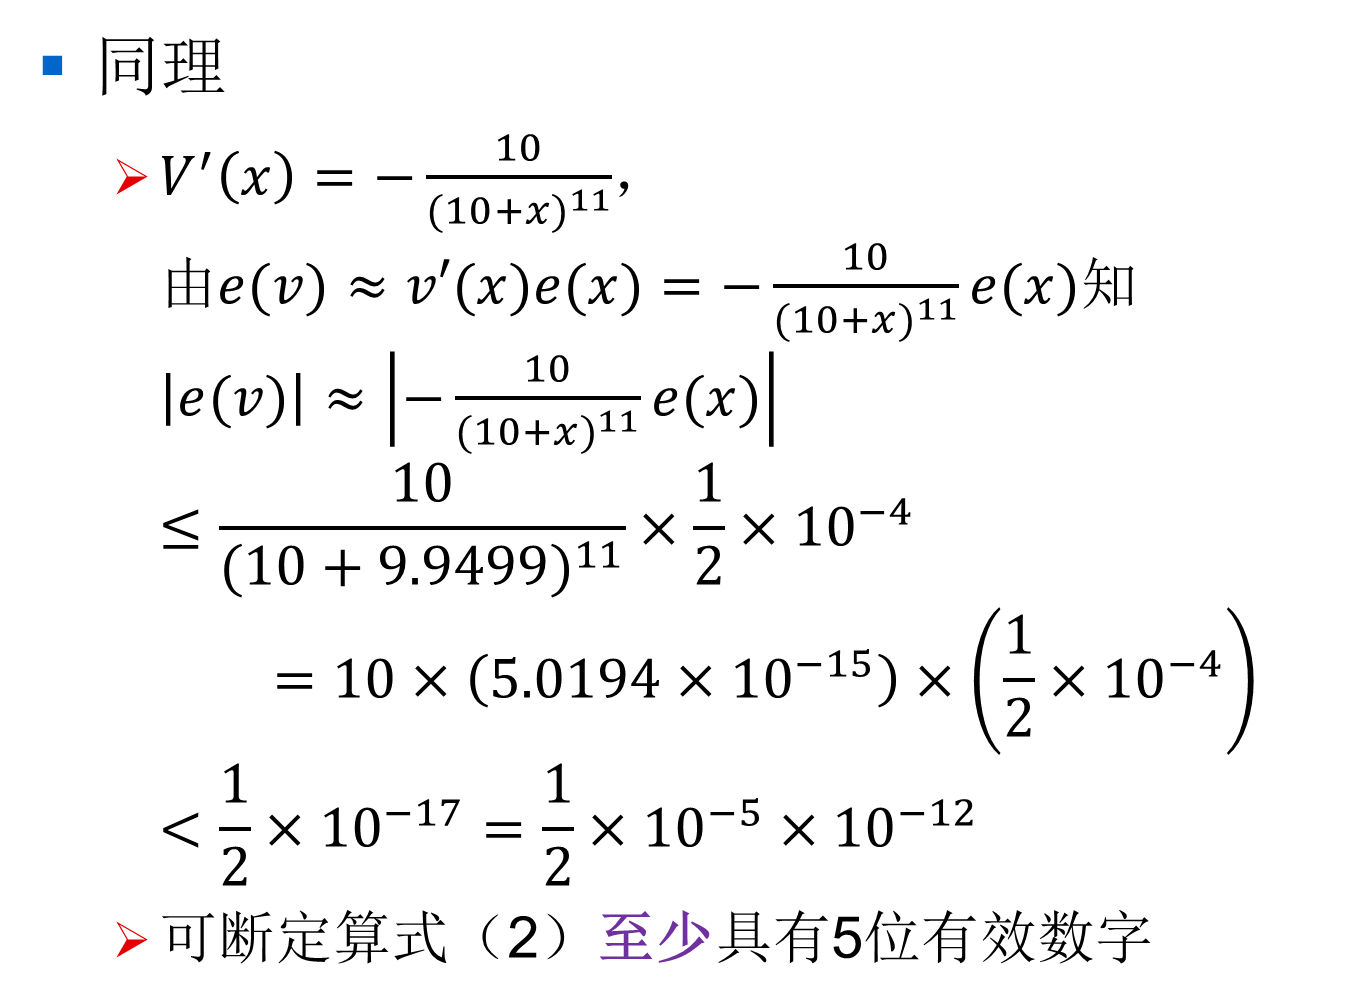 同理
V′(x) = −10/(10+x)¹¹,
由e(v) ≈ v′(x)e(x) = −10/(10+x)¹¹ e(x)知
|e(v)| ≈ |−10/(10+x)¹¹ e(x)|
≤ 10/(10 + 9.9499)¹¹ × 1/2 × 10⁻⁴
= 10 × (5.0194 × 10⁻¹⁵) × (1/2 × 10⁻⁴)
< 1/2 × 10⁻¹⁷ = 1/2 × 10⁻⁵ × 10⁻¹²
可断定算式（2）至少具有5位有效数字